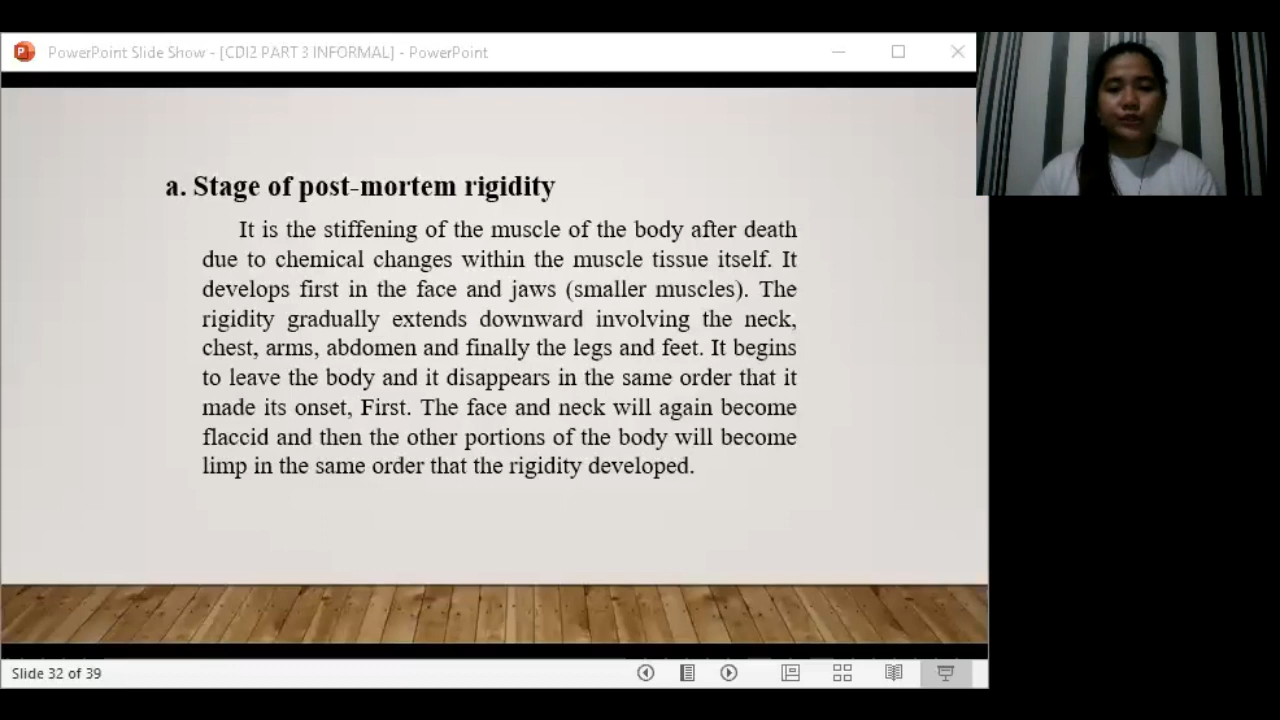 PowerPoint Slide Show - [CDI2 PART 3 INFORMAL] - PowerPoint
a. Stage of post-mortem rigidity
It is the stiffening of the muscle of the body after death
due to chemical changes within the muscle tissue itself. It
develops first in the face and jaws (smaller muscles). The
rigidity gradually extends downward involving the neck,
chest, arms, abdomen and finally the legs and feet. It begins
to leave the body and it disappears in the same order that it
made its onset, First. The face and neck will again become
flaccid and then the other portions of the body will become
limp in the same order that the rigidity developed.
Slide 32 of 39